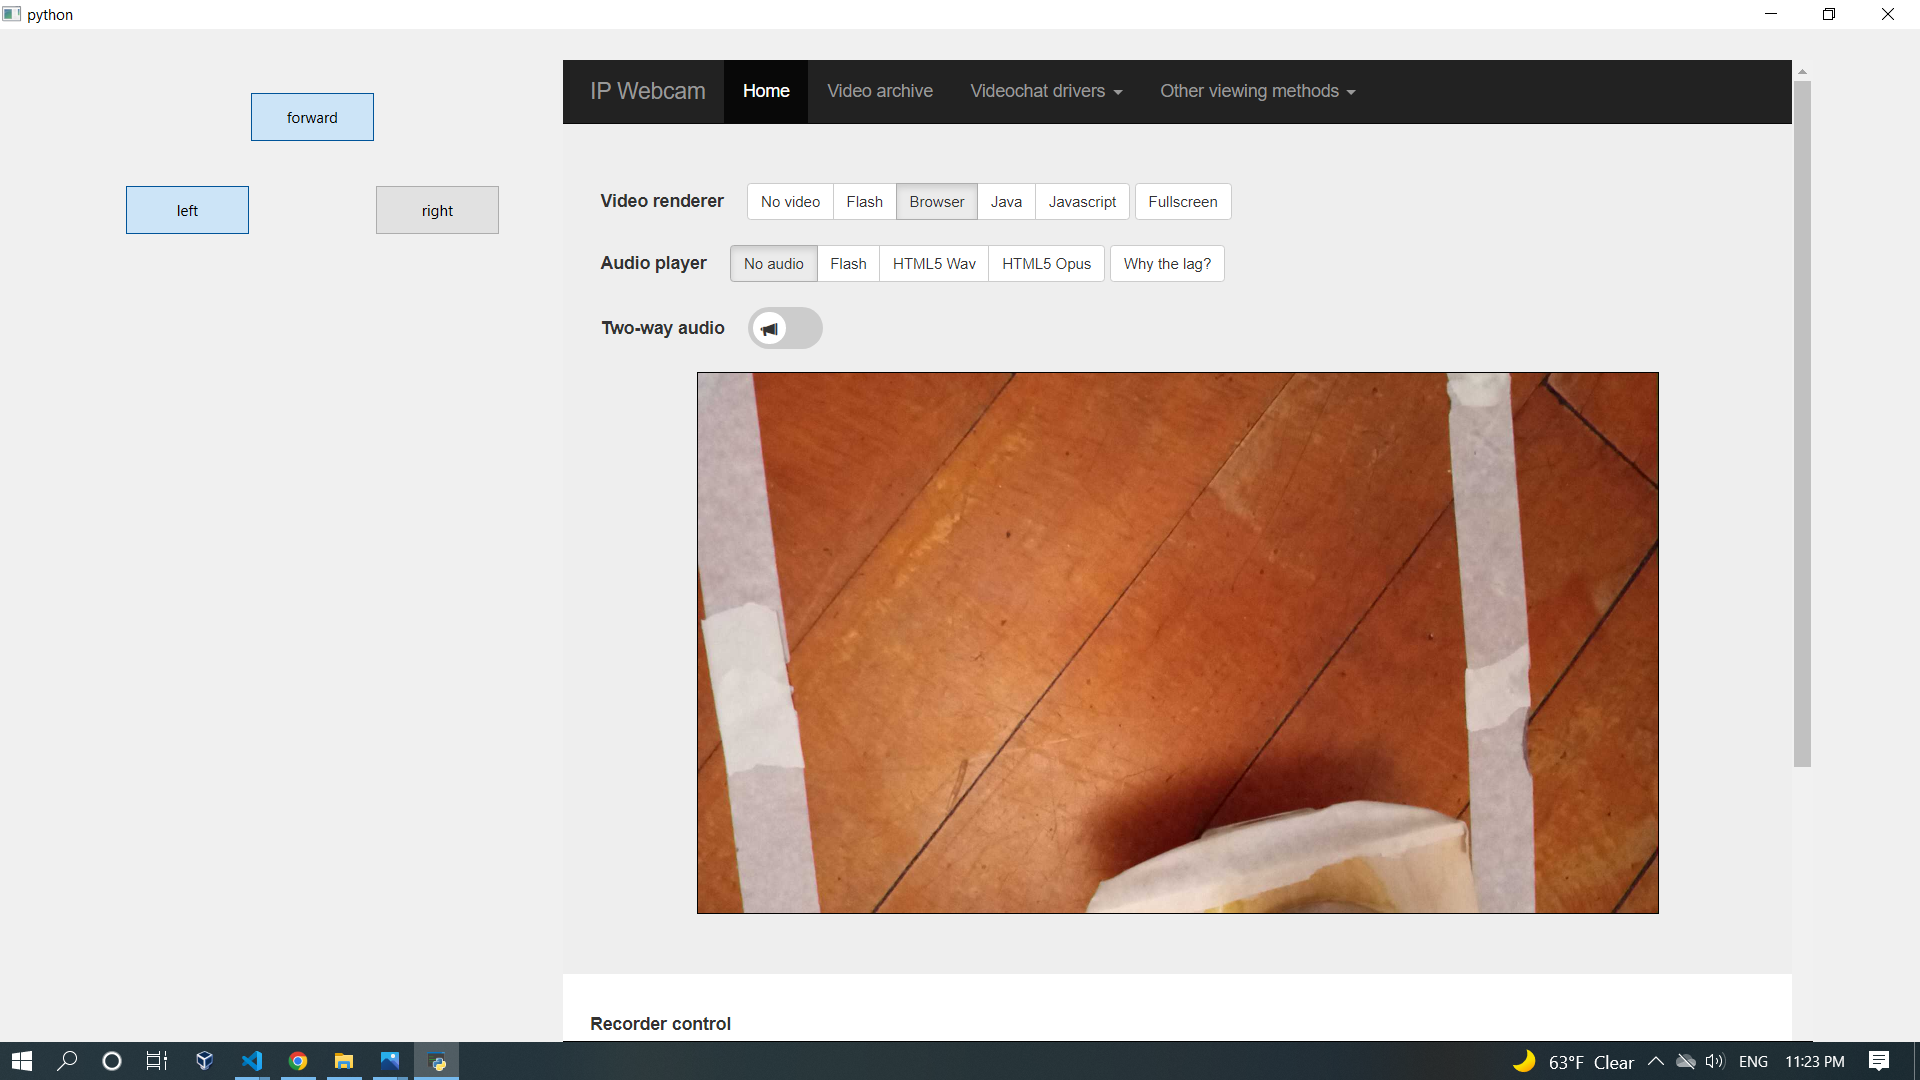 python
forward
left right
IP Webcam Home Video archive Videochat drivers Other viewing methods
Video renderer No video Flash Browser Java Javascript Fullscreen
Audio player No audio Flash HTML5 Wav HTML5 Opus Why the lag?
Two-way audio
Recorder control
63°F Clear ENG 11:23 PM